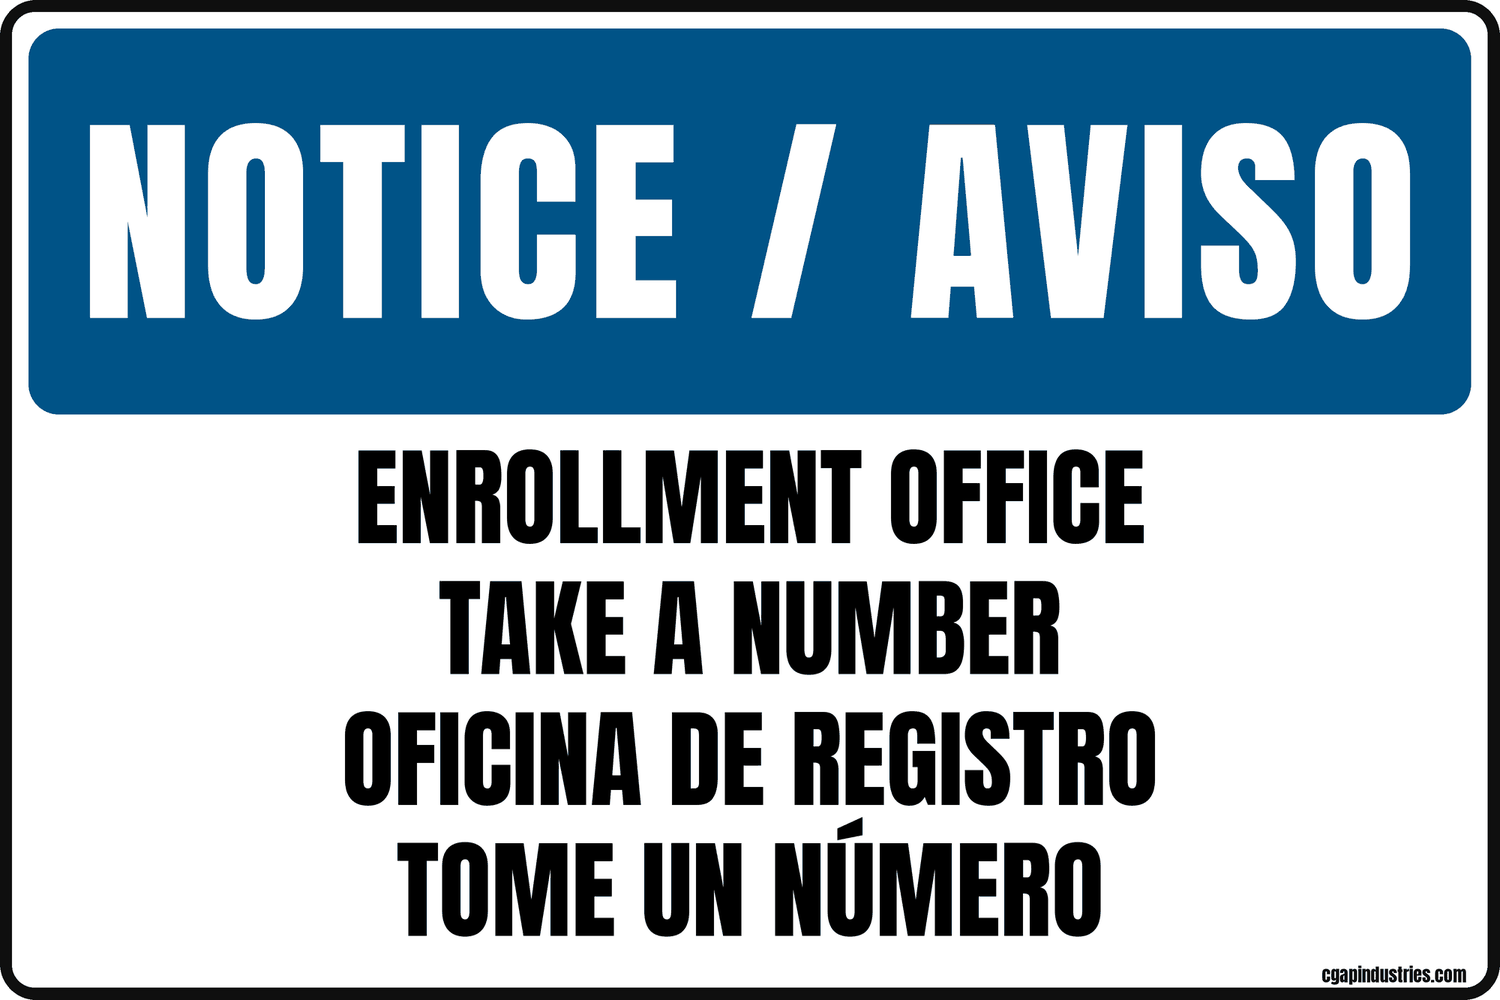 NOTICE / AVISO
ENROLLMENT OFFICE
TAKE A NUMBER
OFICINA DE REGISTRO
TOME UN NÚMERO
cgapindustries.com